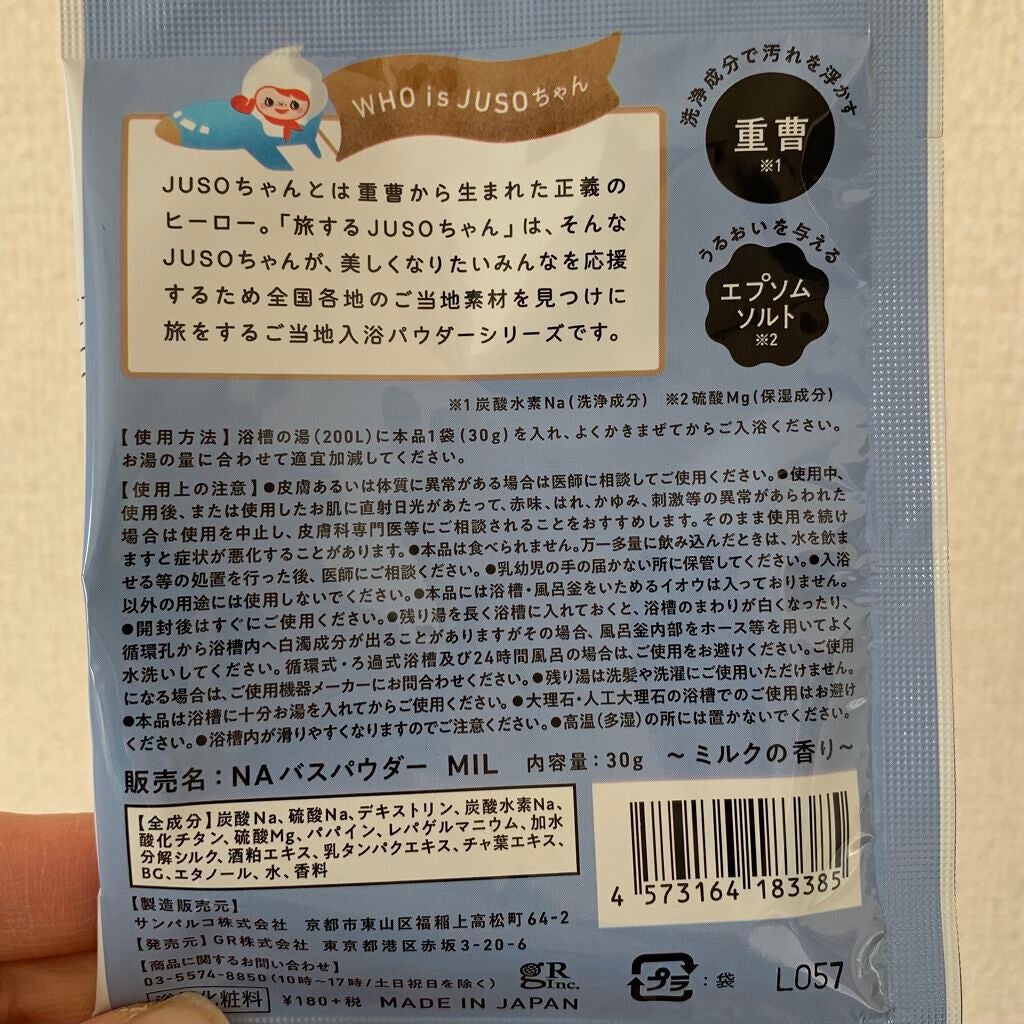 WHO is JUSOちゃん
JUSOちゃんとは重曹から生まれた正義の
ヒーロー。「旅するJUSOちゃん」は、そんな
JUSOちゃんが、美しくなりたいみんなを応援
するため全国各地のご当地素材を見つけに
旅をするご当地入浴パウダーシリーズです。
洗浄成分で汚れを浮かす
重曹
※1
うるおいを与える
エプソム
ソルト
※2
※1炭酸水素Na(洗浄成分) ※2硫酸Mg(保湿成分)
【使用方法】浴槽の湯(200L)に本品1袋(30g)を入れ、よくかきまぜてからご入浴ください。
お湯の量に合わせて適宜加減してください。
【使用上の注意】●皮膚あるいは体質に異常がある場合は医師に相談してご使用ください。●使用中、
使用後、または使用したお肌に直射日光があたって、赤味、はれ、かゆみ、刺激等の異常があらわれた
場合は使用を中止し、皮膚科専門医等にご相談されることをおすすめします。そのまま使用を続け
ますと症状が悪化することがあります。●本品は食べられません。万一多量に飲み込んだときは、水を飲ま
せる等の処置を行った後、医師にご相談ください。●乳幼児の手の届かない所に保管してください。●入浴
以外の用途には使用しないでください。●本品には浴槽・風呂釜をいためるイオウは入っておりません。
●開封後はすぐにご使用ください。●残り湯を長く浴槽に入れておくと、浴槽のまわりが白くなったり、
循環孔から浴槽内へ白濁成分が出ることがありますがその場合、風呂釜内部をホース等を用いてよく
水洗いしてください。循環式・ろ過式浴槽及び24時間風呂の場合は、ご使用をお避けください。ご使用
になる場合は、ご使用機器メーカーにお問合わせください。●残り湯は洗髪や洗濯にご使用いただけません。
●本品は浴槽に十分お湯を入れてからご使用ください。●大理石・人工大理石の浴槽でのご使用はお避け
ください。●浴槽内が滑りやすくなりますのでご注意ください。●高温(多湿)の所には置かないでください。
販売名:NAバスパウダー MIL 内容量:30g ~ミルクの香り~
【全成分】炭酸Na、硫酸Na、デキストリン、炭酸水素Na、
酸化チタン、硫酸Mg、パパイン、レパゲルマニウム、加水
分解シルク、酒粕エキス、乳タンパクエキス、チャ葉エキス、
BG、エタノール、水、香料
4 573164 183385
【製造販売元】
サンパルコ株式会社 京都市東山区福稲上高松町64-2
【発売元】GR株式会社 東京都港区赤坂3-20-6
【商品に関するお問い合わせ】
03-5574-8850(10時~17時/土日祝日を除く)
化粧料 ¥180+税 MADE IN JAPAN
gR Inc.
プラ :袋 L057